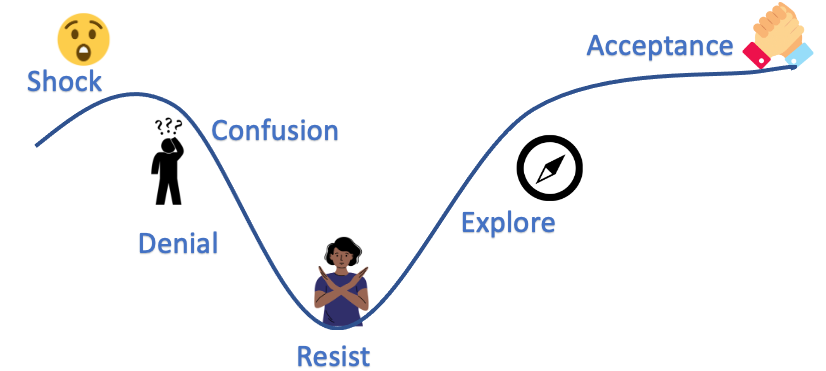 Shock
???
Confusion
Denial
Resist
Explore
Acceptance